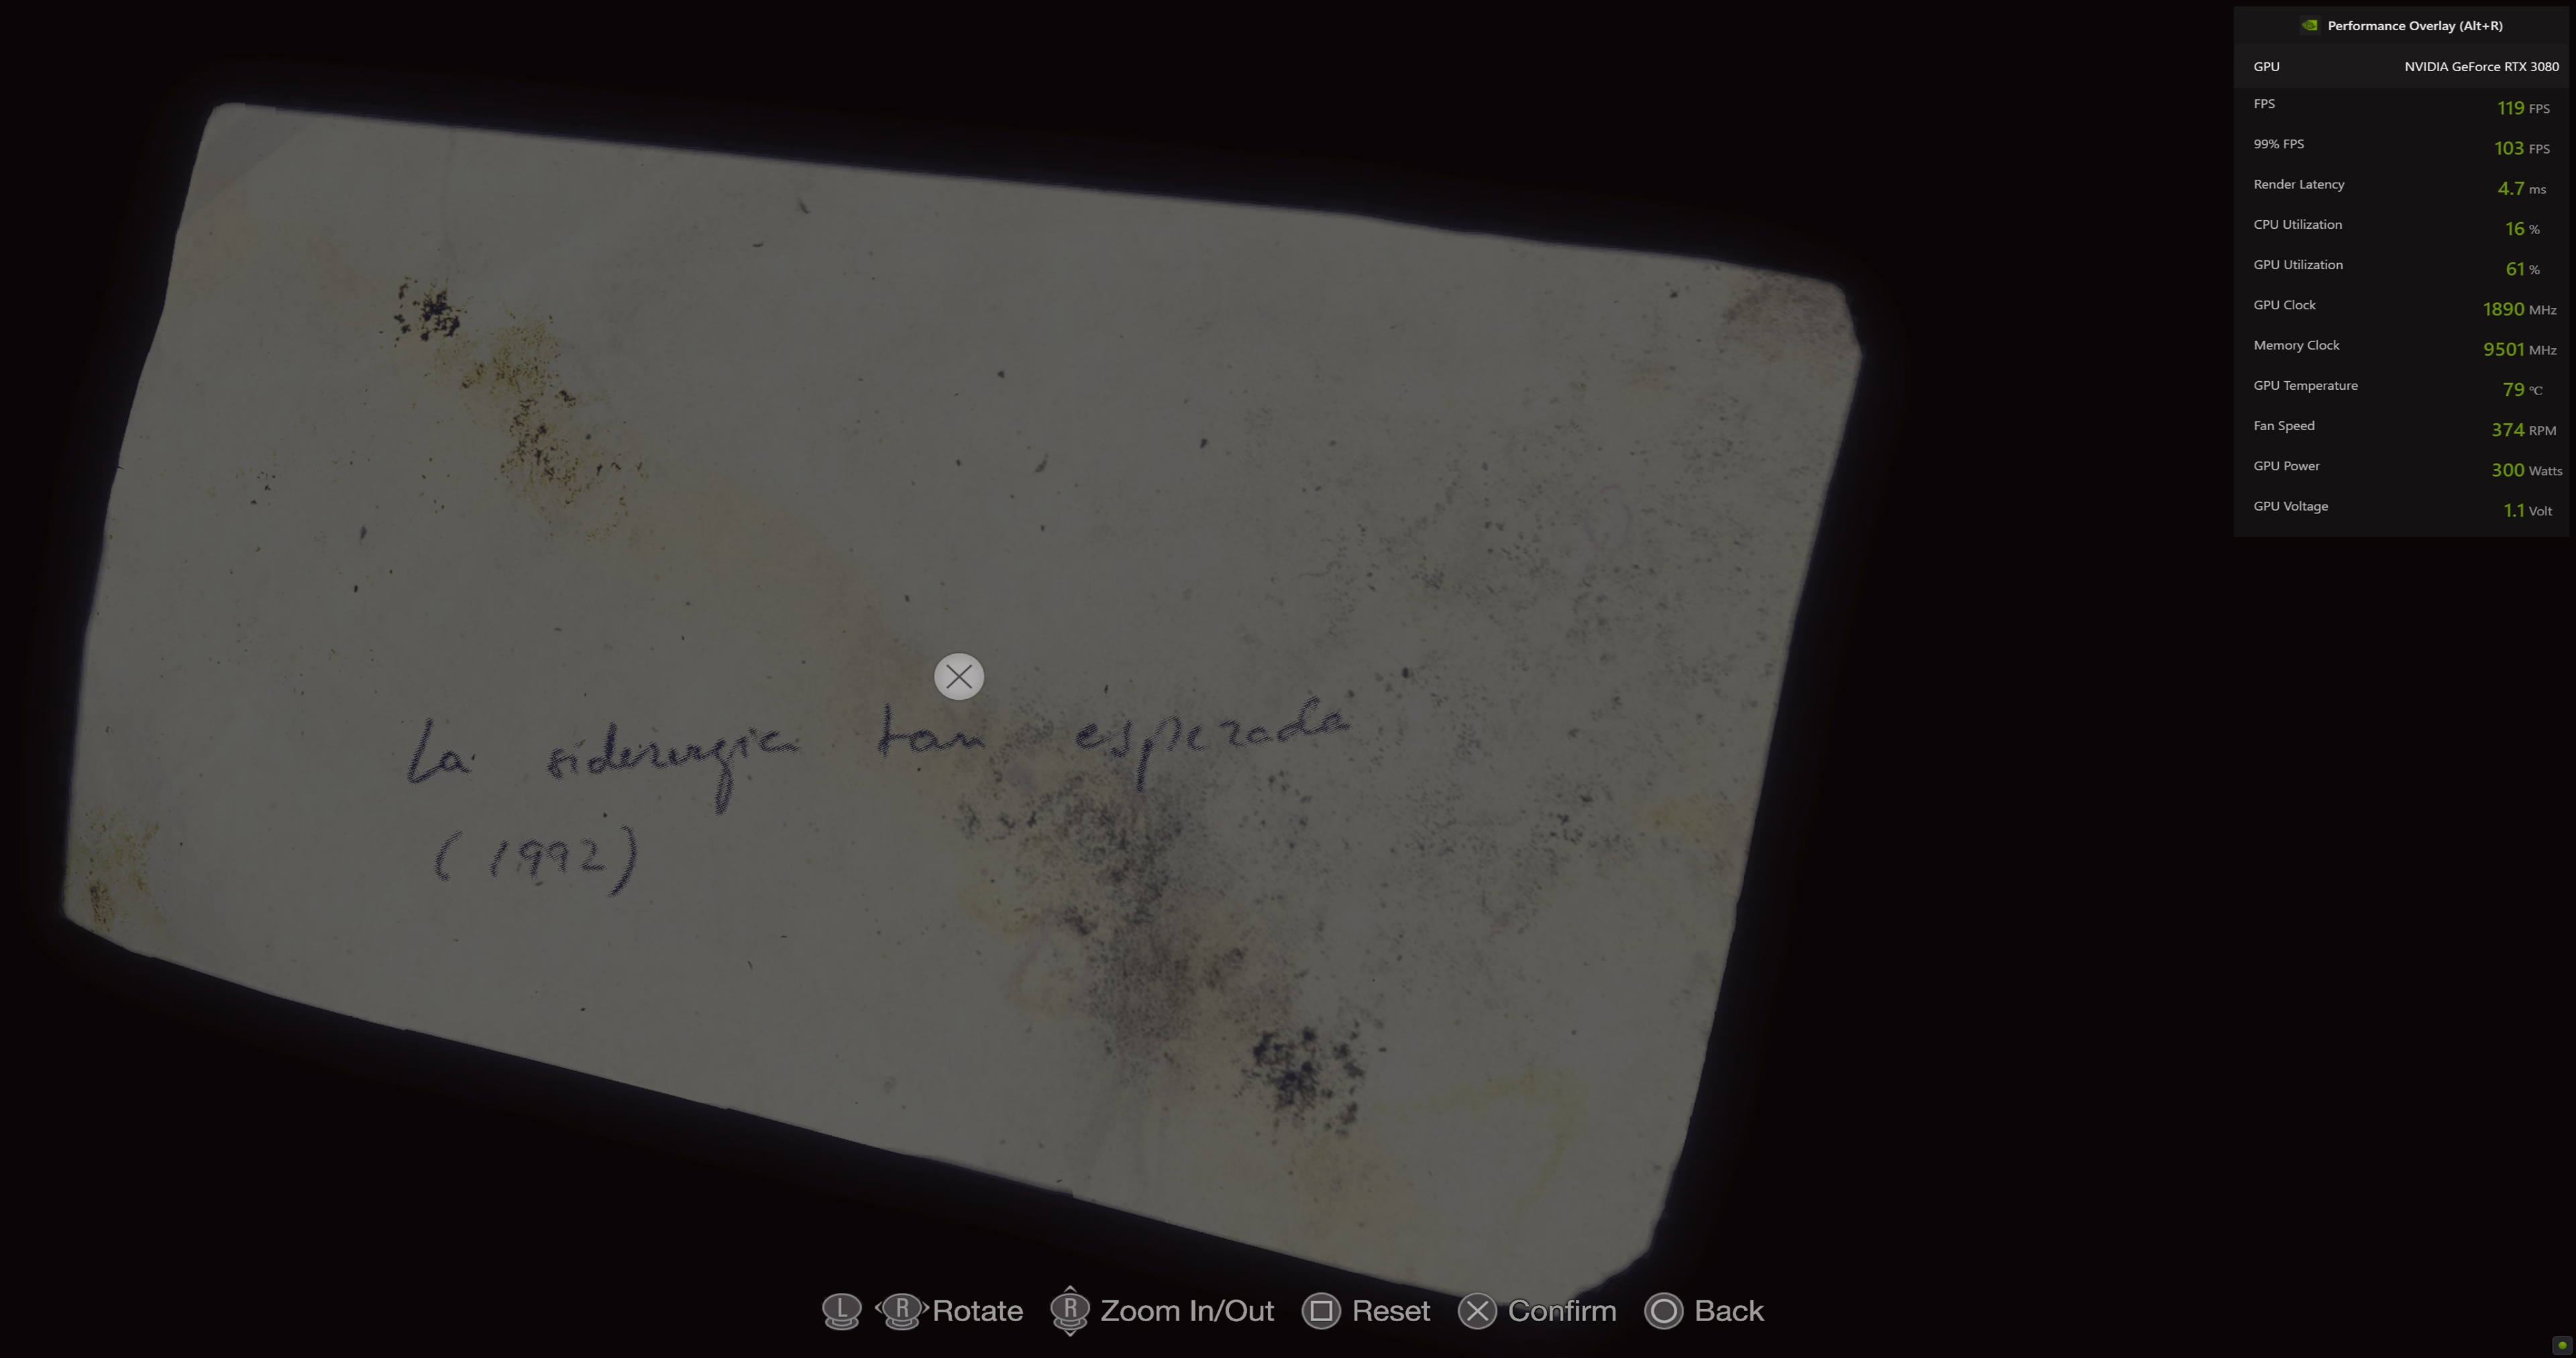 Performance Overlay (Alt+R)
GPU NVIDIA GeForce RTX 3080
FPS 119 FPS
99% FPS 103 FPS
Render Latency 4.7 ms
CPU Utilization 16 %
GPU Utilization 61 %
GPU Clock 1890 MHz
Memory Clock 9501 MHz
GPU Temperature 79 °C
Fan Speed 374 RPM
GPU Power 300 Watts
GPU Voltage 1.1 Volt
La siderurgica tan esperada
(1992)
L R Rotate R Zoom In/Out Reset Confirm Back